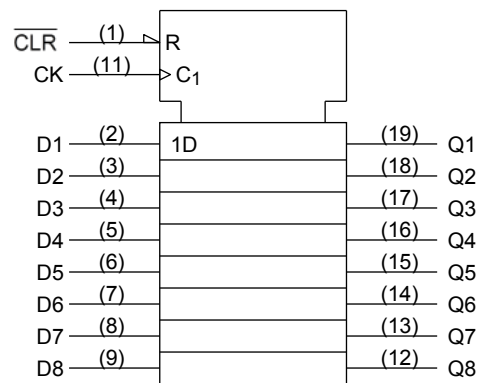 C̅L̅R̅ (1) R
CK (11) C1
D1 (2) 1D (19) Q1
D2 (3) (18) Q2
D3 (4) (17) Q3
D4 (5) (16) Q4
D5 (6) (15) Q5
D6 (7) (14) Q6
D7 (8) (13) Q7
D8 (9) (12) Q8